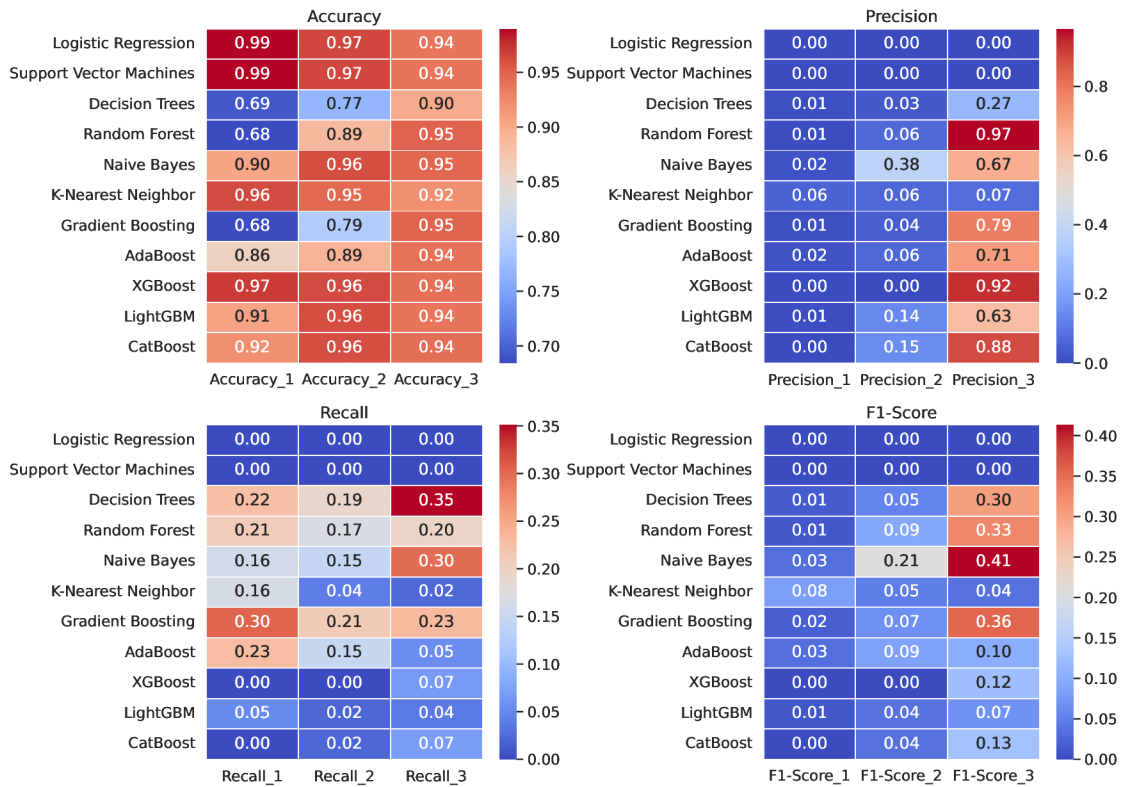 Accuracy
Logistic Regression 0.99 0.97 0.94
Support Vector Machines 0.99 0.97 0.94
Decision Trees 0.69 0.77 0.90
Random Forest 0.68 0.89 0.95
Naive Bayes 0.90 0.96 0.95
K-Nearest Neighbor 0.96 0.95 0.92
Gradient Boosting 0.68 0.79 0.95
AdaBoost 0.86 0.89 0.94
XGBoost 0.97 0.96 0.94
LightGBM 0.91 0.96 0.94
CatBoost 0.92 0.96 0.94
Accuracy_1 Accuracy_2 Accuracy_3
0.95
0.90
0.85
0.80
0.75
0.70
Precision
Logistic Regression 0.00 0.00 0.00
Support Vector Machines 0.00 0.00 0.00
Decision Trees 0.01 0.03 0.27
Random Forest 0.01 0.06 0.97
Naive Bayes 0.02 0.38 0.67
K-Nearest Neighbor 0.06 0.06 0.07
Gradient Boosting 0.01 0.04 0.79
AdaBoost 0.02 0.06 0.71
XGBoost 0.00 0.00 0.92
LightGBM 0.01 0.14 0.63
CatBoost 0.00 0.15 0.88
Precision_1 Precision_2 Precision_3
0.8
0.6
0.4
0.2
0.0
Recall
Logistic Regression 0.00 0.00 0.00
Support Vector Machines 0.00 0.00 0.00
Decision Trees 0.22 0.19 0.35
Random Forest 0.21 0.17 0.20
Naive Bayes 0.16 0.15 0.30
K-Nearest Neighbor 0.16 0.04 0.02
Gradient Boosting 0.30 0.21 0.23
AdaBoost 0.23 0.15 0.05
XGBoost 0.00 0.00 0.07
LightGBM 0.05 0.02 0.04
CatBoost 0.00 0.02 0.07
Recall_1 Recall_2 Recall_3
0.35
0.30
0.25
0.20
0.15
0.10
0.05
0.00
F1-Score
Logistic Regression 0.00 0.00 0.00
Support Vector Machines 0.00 0.00 0.00
Decision Trees 0.01 0.05 0.30
Random Forest 0.01 0.09 0.33
Naive Bayes 0.03 0.21 0.41
K-Nearest Neighbor 0.08 0.05 0.04
Gradient Boosting 0.02 0.07 0.36
AdaBoost 0.03 0.09 0.10
XGBoost 0.00 0.00 0.12
LightGBM 0.01 0.04 0.07
CatBoost 0.00 0.04 0.13
F1-Score_1 F1-Score_2 F1-Score_3
0.40
0.35
0.30
0.25
0.20
0.15
0.10
0.05
0.00